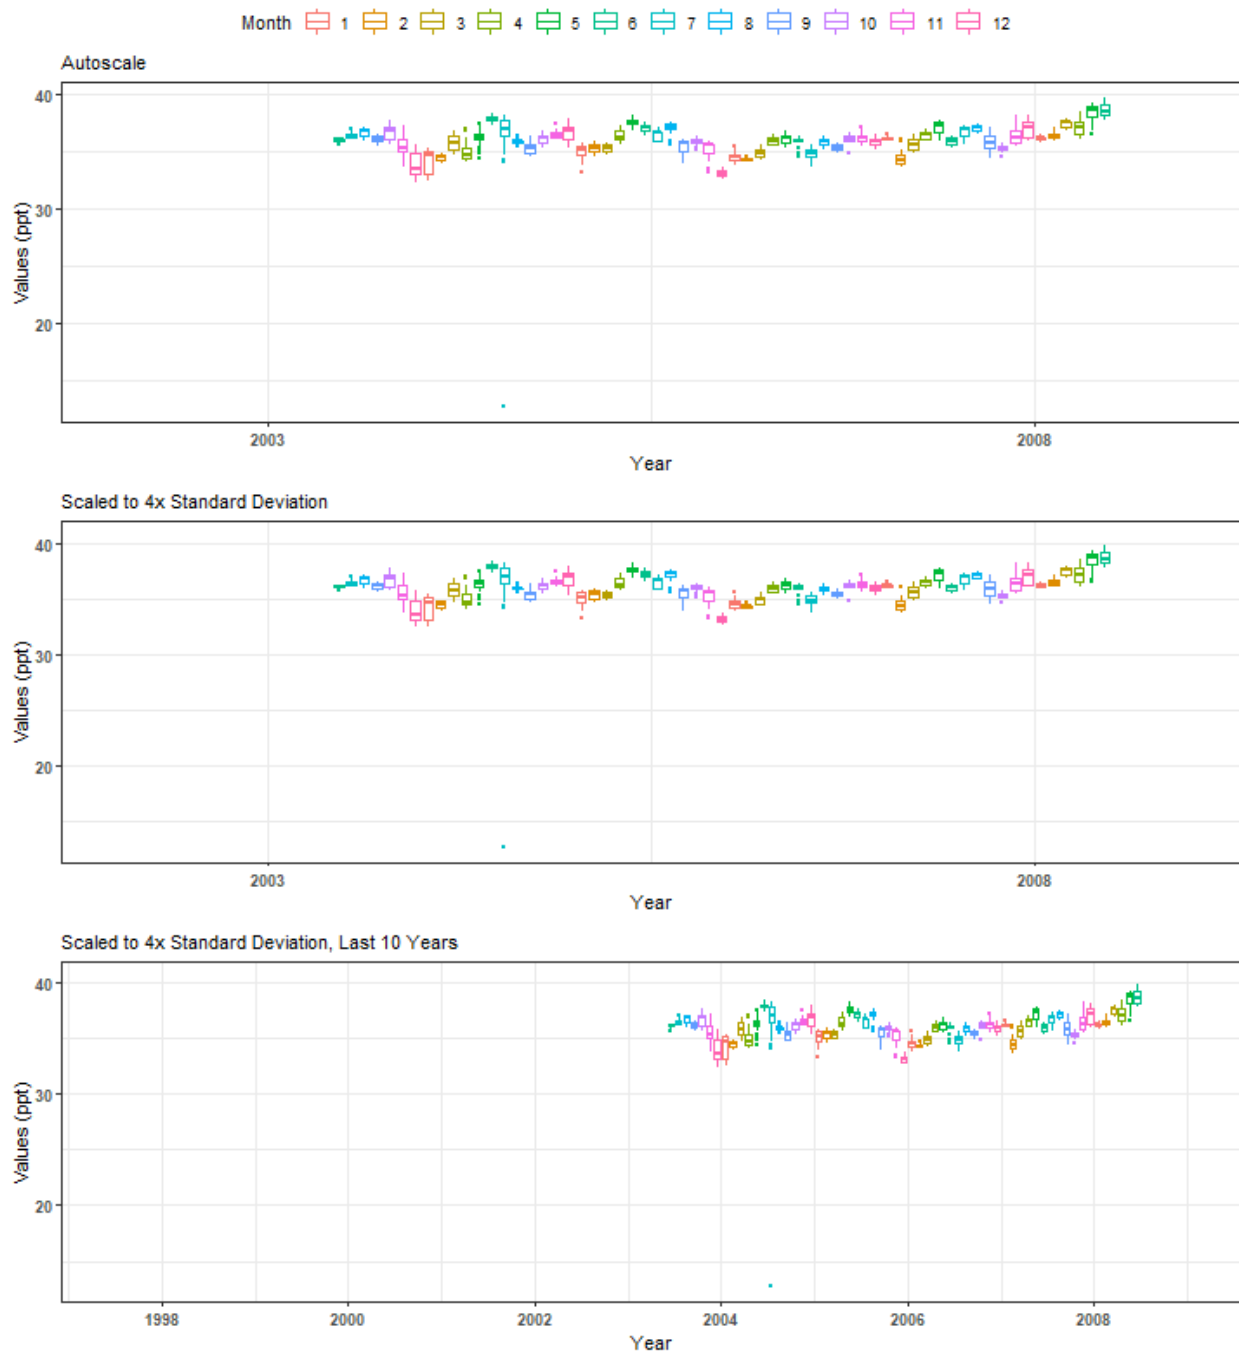 Month 1 2 3 4 5 6 7 8 9 10 11 12
Autoscale
40
30
20
Values (ppt)
2003 2008
Year
Scaled to 4x Standard Deviation
40
30
20
Values (ppt)
2003 2008
Year
Scaled to 4x Standard Deviation, Last 10 Years
40
30
20
Values (ppt)
1998 2000 2002 2004 2006 2008
Year